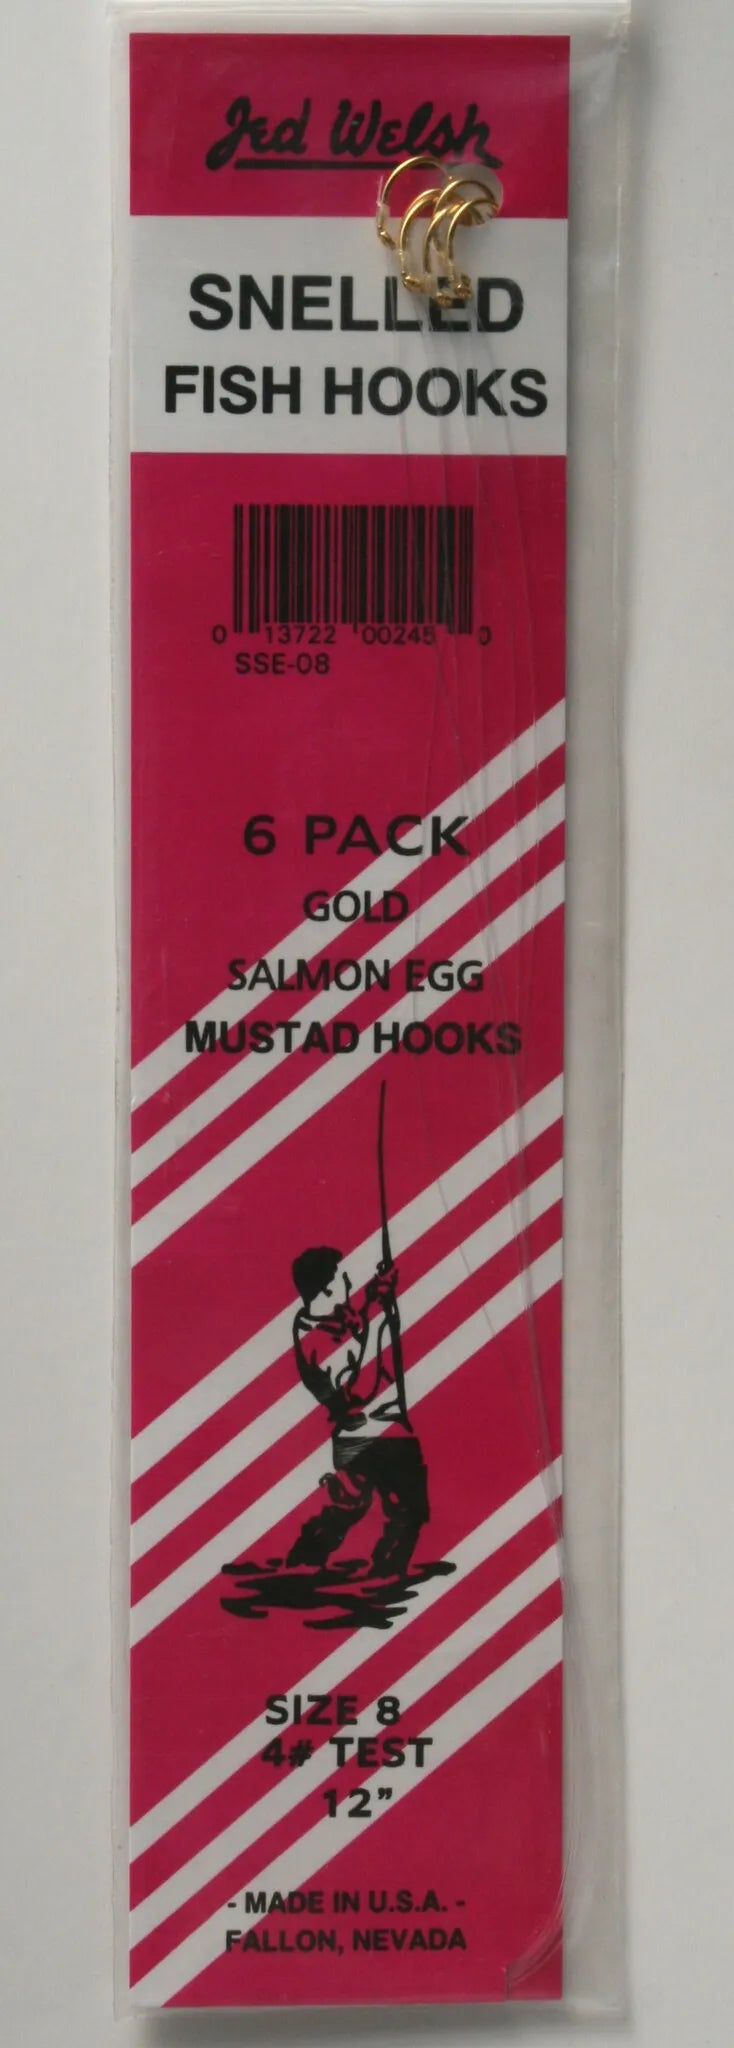 Jed Welsh
SNELLED
FISH HOOKS
0 13722 00245 0
SSE-08
6 PACK
GOLD
SALMON EGG
MUSTAD HOOKS
SIZE 8
4# TEST
12”
- MADE IN U.S.A. -
FALLON, NEVADA